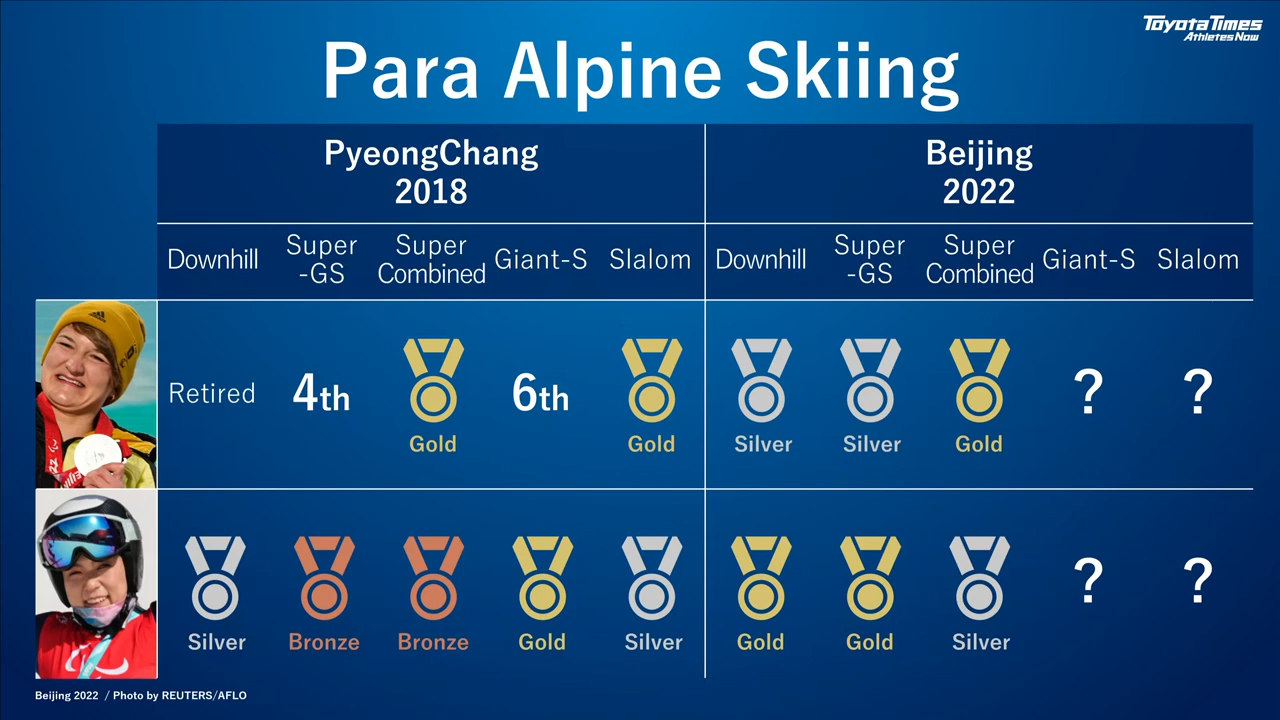 ToyotaTimes
Athletes Now
Para Alpine Skiing
PyeongChang
2018
Beijing
2022
Downhill
Super
-GS
Super
Combined
Giant-S
Slalom
Downhill
Super
-GS
Super
Combined
Giant-S
Slalom
Retired
4th
Gold
6th
Gold
Silver
Silver
Gold
?
?
Silver
Bronze
Bronze
Gold
Silver
Gold
Gold
Silver
?
?
Beijing 2022 / Photo by REUTERS/AFLO